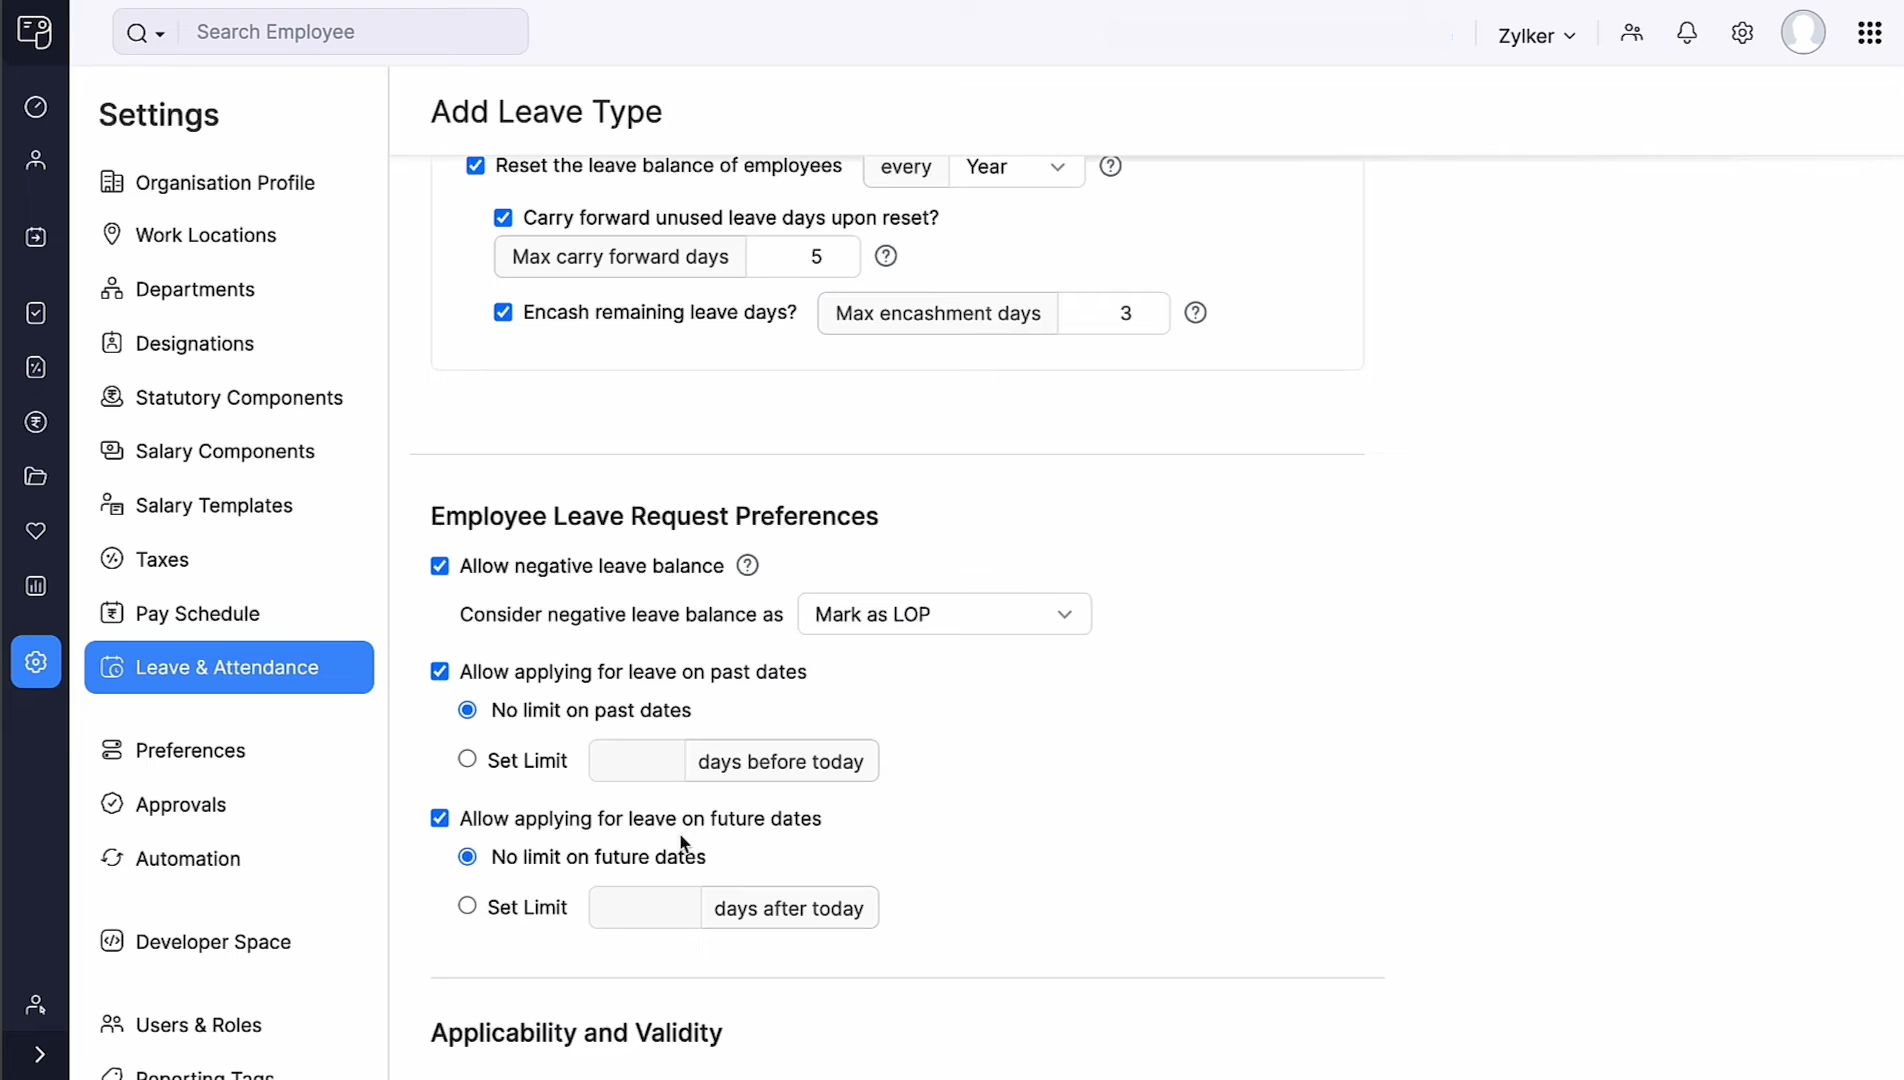 Search Employee
Zylker
Settings
Organisation Profile
Work Locations
Departments
Designations
Statutory Components
Salary Components
Salary Templates
Taxes
Pay Schedule
Leave & Attendance
Preferences
Approvals
Automation
Developer Space
Users & Roles
Reporting Tags
Add Leave Type
Reset the leave balance of employees every Year
Carry forward unused leave days upon reset?
Max carry forward days 5
Encash remaining leave days? Max encashment days 3
Employee Leave Request Preferences
Allow negative leave balance
Consider negative leave balance as Mark as LOP
Allow applying for leave on past dates
No limit on past dates
Set Limit days before today
Allow applying for leave on future dates
No limit on future dates
Set Limit days after today
Applicability and Validity